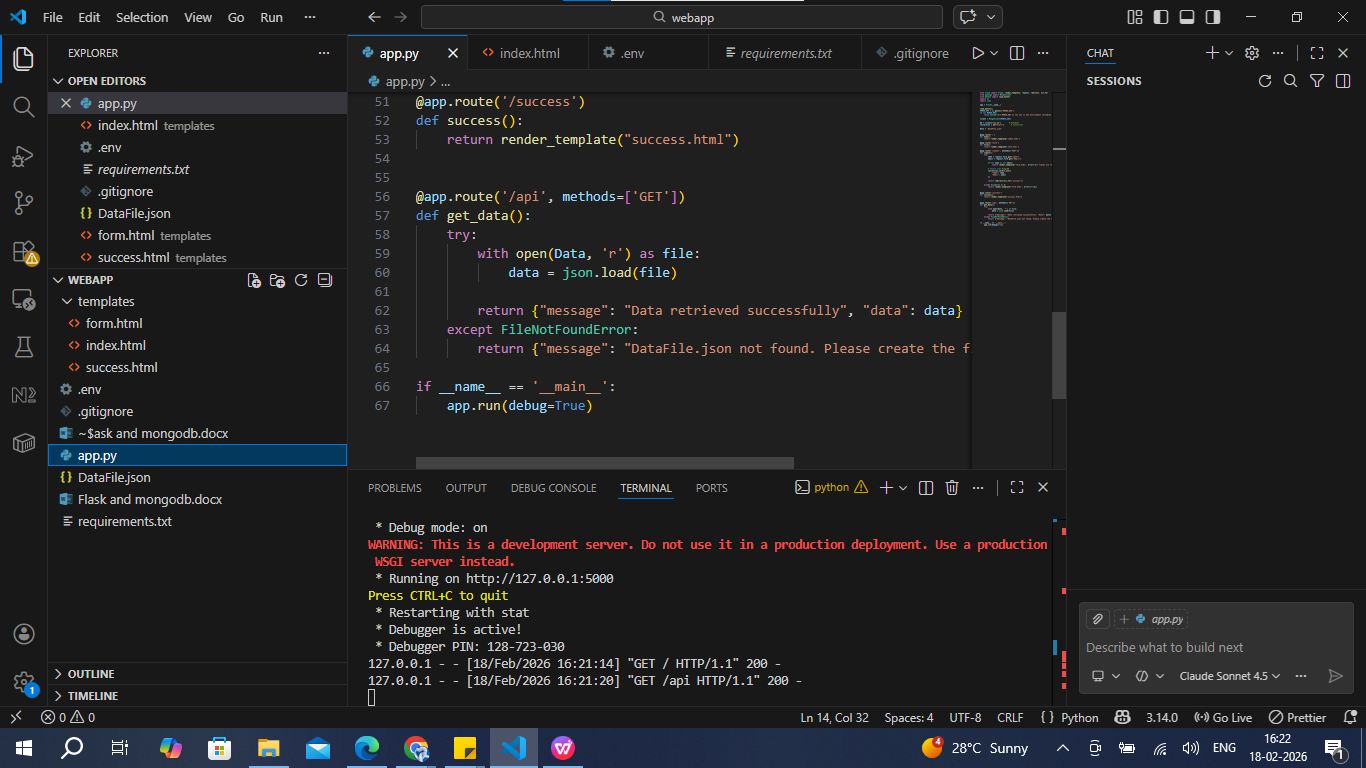 File Edit Selection View Go Run ···
webapp
EXPLORER ···
OPEN EDITORS
app.py
index.html templates
.env
requirements.txt
.gitignore
DataFile.json
form.html templates
success.html templates
WEBAPP
templates
form.html
index.html
success.html
.env
.gitignore
~$ask and mongodb.docx
app.py
DataFile.json
Flask and mongodb.docx
requirements.txt
OUTLINE
TIMELINE
app.py index.html .env requirements.txt .gitignore ···
app.py > ...
51 @app.route('/success')
52 def success():
53 return render_template("success.html")
54
55
56 @app.route('/api', methods=['GET'])
57 def get_data():
58 try:
59 with open(Data, 'r') as file:
60 data = json.load(file)
61
62 return {"message": "Data retrieved successfully", "data": data}
63 except FileNotFoundError:
64 return {"message": "DataFile.json not found. Please create the f
65
66 if __name__ == '__main__':
67 app.run(debug=True)
PROBLEMS OUTPUT DEBUG CONSOLE TERMINAL PORTS
python
* Debug mode: on
WARNING: This is a development server. Do not use it in a production deployment. Use a production
WSGI server instead.
* Running on http://127.0.0.1:5000
Press CTRL+C to quit
* Restarting with stat
* Debugger is active!
* Debugger PIN: 128-723-030
127.0.0.1 - - [18/Feb/2026 16:21:14] "GET / HTTP/1.1" 200 -
127.0.0.1 - - [18/Feb/2026 16:21:20] "GET /api HTTP/1.1" 200 -
CHAT
SESSIONS
app.py
Describe what to build next
Claude Sonnet 4.5
1
0 0 Ln 14, Col 32 Spaces: 4 UTF-8 CRLF {} Python 3.14.0 Go Live Prettier
4 28°C Sunny ENG 16:22
18-02-2026 1